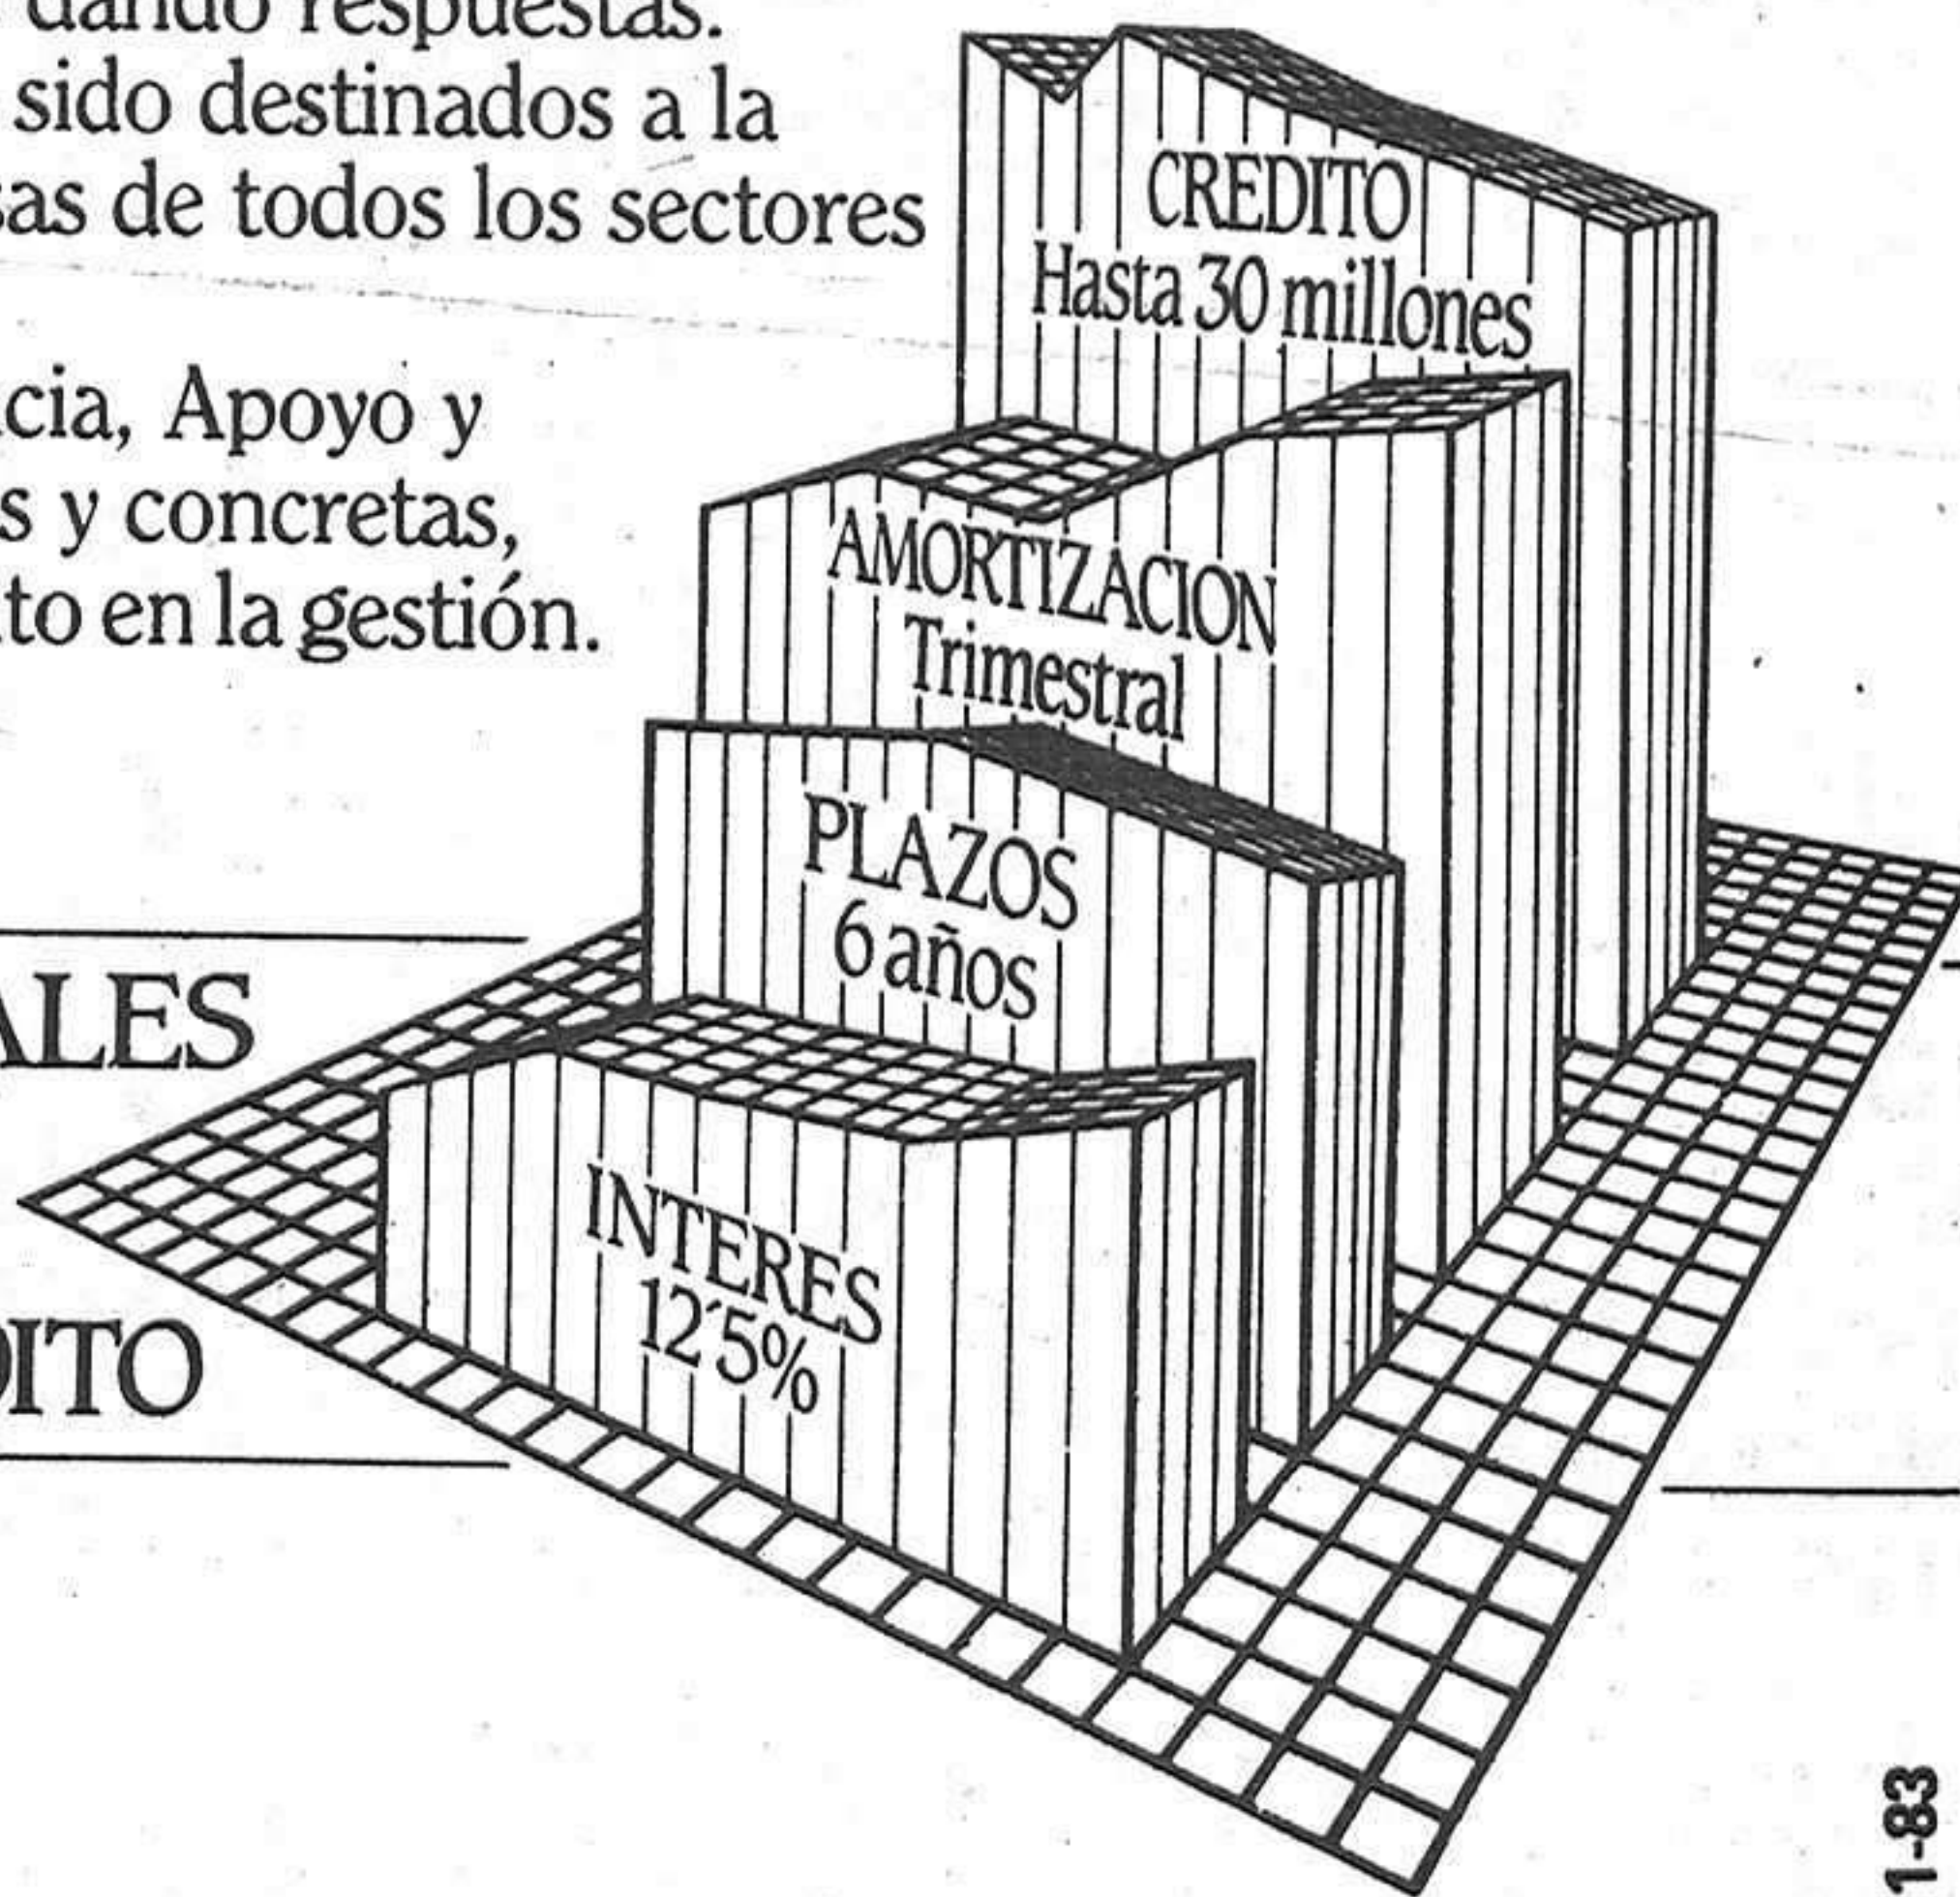 dando respuestas.
sido destinados a la
sas de todos los sectores
cia, Apoyo y
s y concretas,
to en la gestión.
ALES
DITO
CREDITO
Hasta 30 millones
AMORTIZACION
Trimestral
PLAZOS
6 años
INTERES
12'5%
1-83